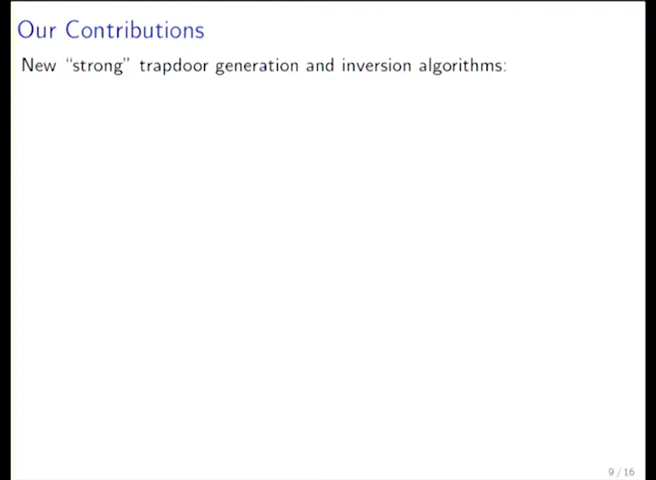 Our Contributions
New “strong” trapdoor generation and inversion algorithms:
9 / 16